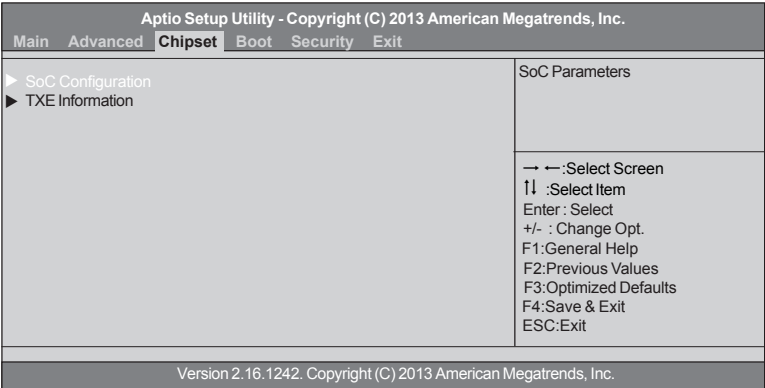 Aptio Setup Utility - Copyright (C) 2013 American Megatrends, Inc.
Main Advanced Chipset Boot Security Exit
► SoC Configuration
► TXE Information
SoC Parameters
→ ←:Select Screen
↑↓ :Select Item
Enter : Select
+/- : Change Opt.
F1:General Help
F2:Previous Values
F3:Optimized Defaults
F4:Save & Exit
ESC:Exit
Version 2.16.1242. Copyright (C) 2013 American Megatrends, Inc.